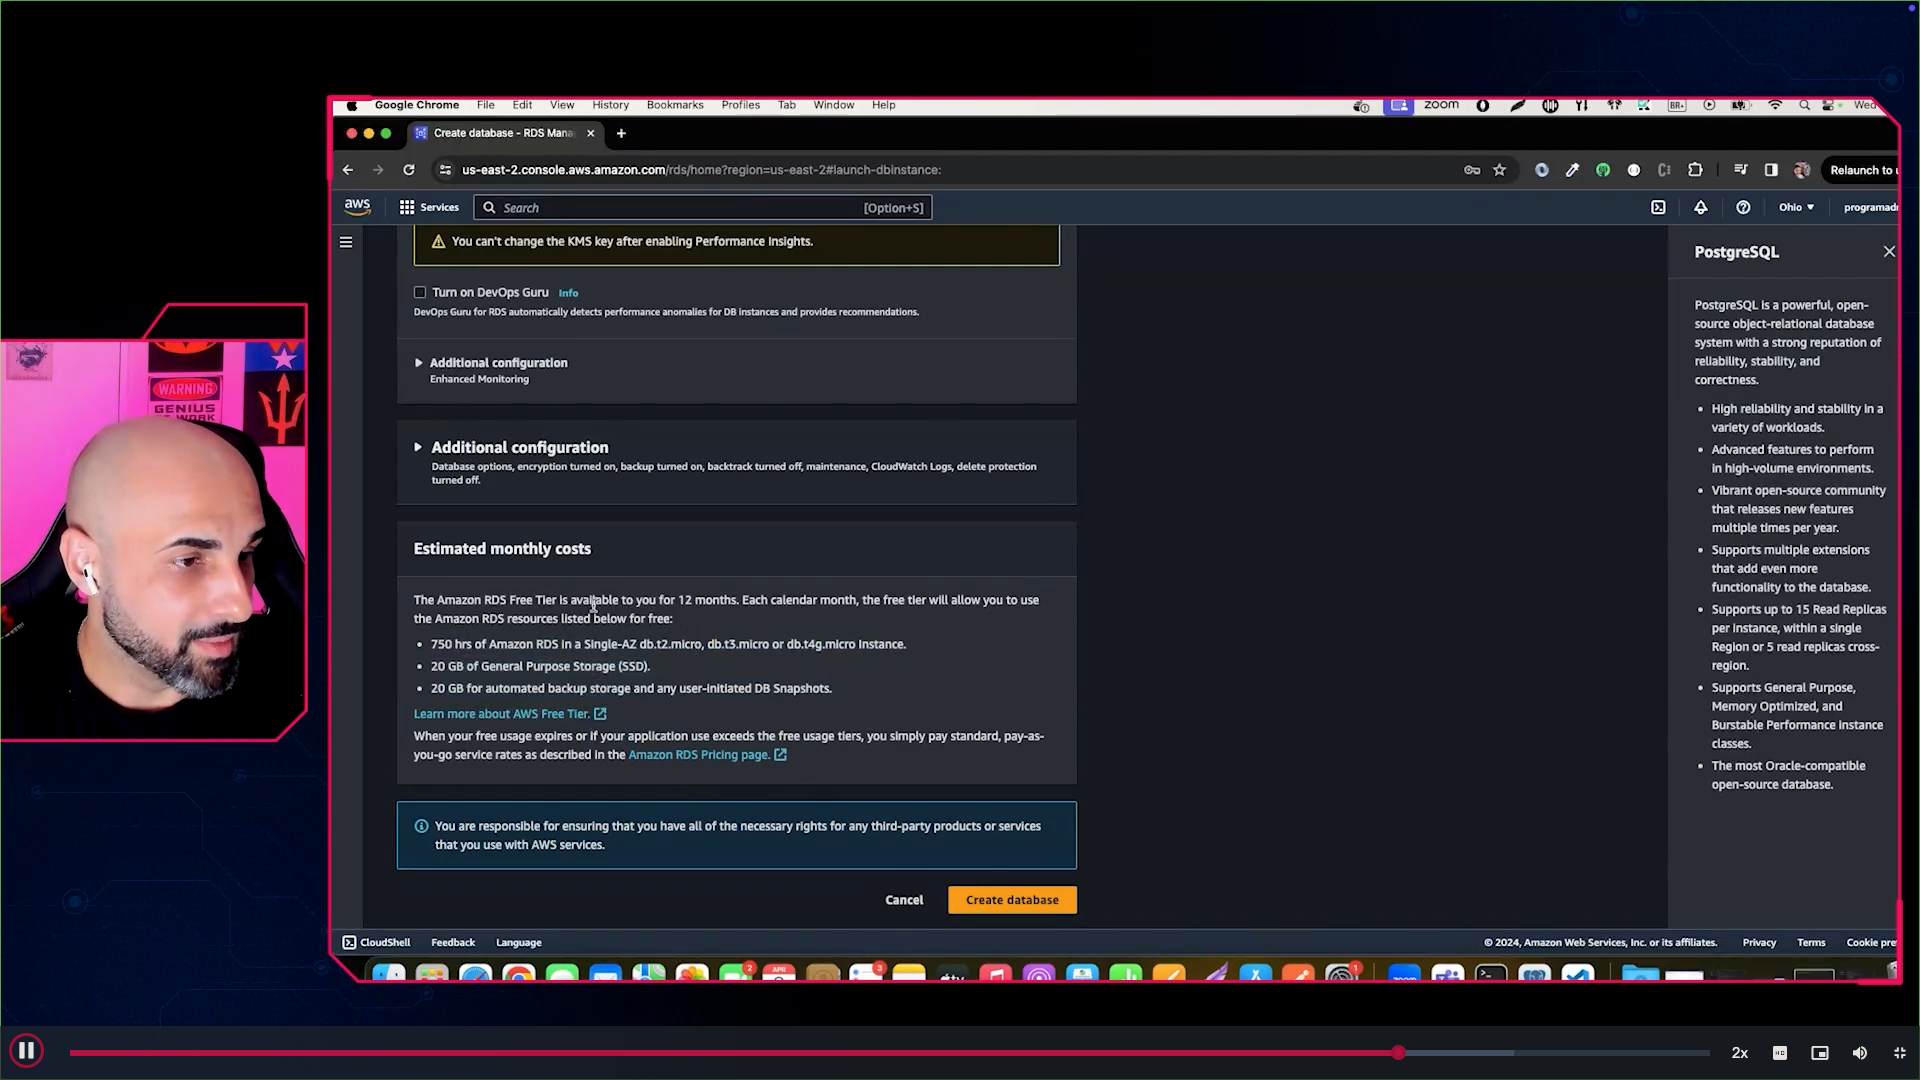 Google Chrome File Edit View History Bookmarks Profiles Tab Window Help
zoom
BR
Wed
Create database - RDS Mana
us-east-2.console.aws.amazon.com/rds/home?region=us-east-2#launch-dbinstance:
Relaunch to u
aws
Services
Search
[Option+S]
Ohio
programadr
You can't change the KMS key after enabling Performance Insights.
Turn on DevOps Guru Info
DevOps Guru for RDS automatically detects performance anomalies for DB instances and provides recommendations.
Additional configuration
Enhanced Monitoring
Additional configuration
Database options, encryption turned on, backup turned on, backtrack turned off, maintenance, CloudWatch Logs, delete protection
turned off.
Estimated monthly costs
The Amazon RDS Free Tier is available to you for 12 months. Each calendar month, the free tier will allow you to use
the Amazon RDS resources listed below for free:
750 hrs of Amazon RDS in a Single-AZ db.t2.micro, db.t3.micro or db.t4g.micro Instance.
20 GB of General Purpose Storage (SSD).
20 GB for automated backup storage and any user-initiated DB Snapshots.
Learn more about AWS Free Tier.
When your free usage expires or if your application use exceeds the free usage tiers, you simply pay standard, pay-as-
you-go service rates as described in the Amazon RDS Pricing page.
You are responsible for ensuring that you have all of the necessary rights for any third-party products or services
that you use with AWS services.
Cancel
Create database
PostgreSQL
PostgreSQL is a powerful, open-
source object-relational database
system with a strong reputation of
reliability, stability, and
correctness.
High reliability and stability in a
variety of workloads.
Advanced features to perform
in high-volume environments.
Vibrant open-source community
that releases new features
multiple times per year.
Supports multiple extensions
that add even more
functionality to the database.
Supports up to 15 Read Replicas
per instance, within a single
Region or 5 read replicas cross-
region.
Supports General Purpose,
Memory Optimized, and
Burstable Performance instance
classes.
The most Oracle-compatible
open-source database.
CloudShell Feedback Language
© 2024, Amazon Web Services, Inc. or its affiliates. Privacy Terms Cookie pre
2
APR
3
tv
1
zoom
WARNING
GENIUS
AT WORK
2x
HD